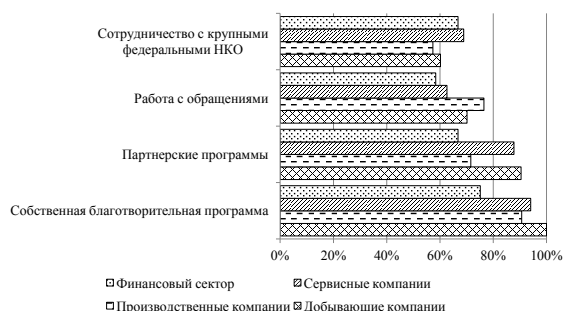 Сотрудничество с крупными
федеральными НКО
Работа с обращениями
Партнерские программы
Собственная благотворительная программа
0% 20% 40% 60% 80% 100%
Финансовый сектор Сервисные компании
Производственные компании Добывающие компании